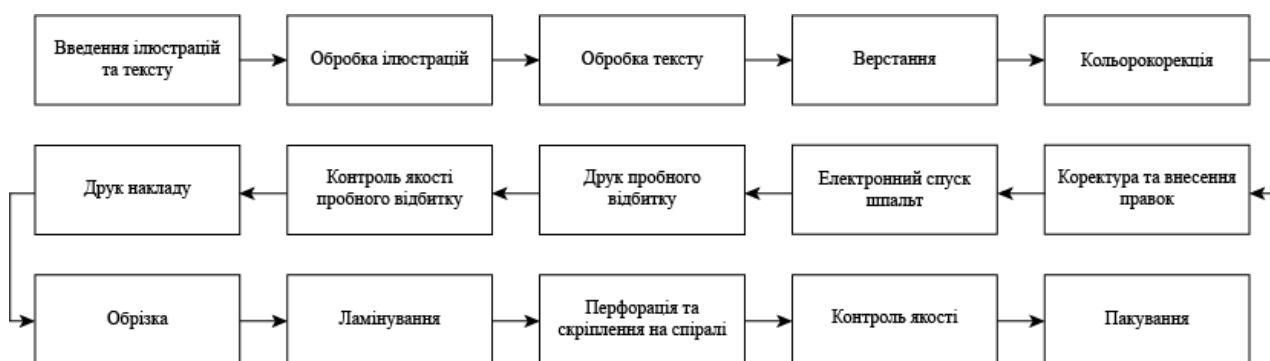 Введення ілюстрацій
та тексту
Обробка ілюстрацій
Обробка тексту
Верстання
Кольорокорекція
Друк накладу
Контроль якості
пробного відбитку
Друк пробного
відбитку
Електронний спуск
шпальт
Коректура та внесення
правок
Обрізка
Ламінування
Перфорація та
скріплення на спіралі
Контроль якості
Пакування